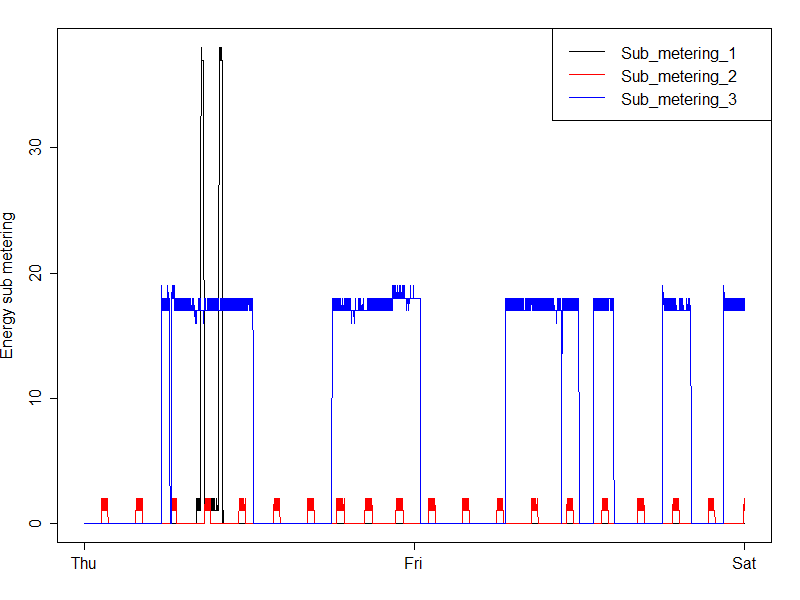 Sub_metering_1
Sub_metering_2
Sub_metering_3
Energy sub metering
30
20
10
0
Thu Fri Sat